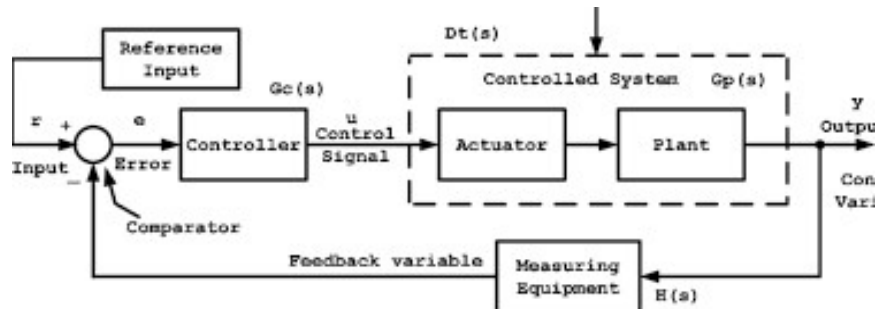 Reference
Input
Dt(s)
Controlled System Gp(s)
Gc(s)
r
+
e
u
Control
Signal
y
Output
Input
Error
Controller
Actuator
Plant
−
Comparator
Feedback variable
Measuring
Equipment
H(s)